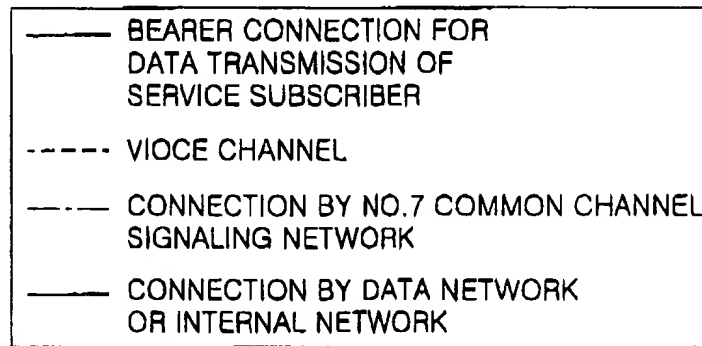 BEARER CONNECTION FOR
DATA TRANSMISSION OF
SERVICE SUBSCRIBER
VIOCE CHANNEL
CONNECTION BY NO.7 COMMON CHANNEL
SIGNALING NETWORK
CONNECTION BY DATA NETWORK
OR INTERNAL NETWORK